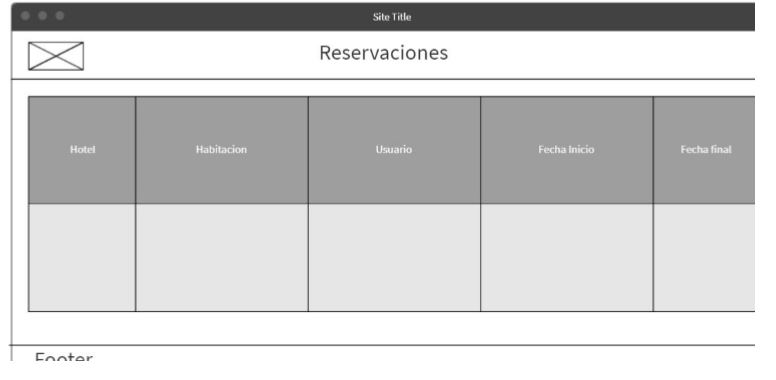 Site Title
Reservaciones
Hotel Habitacion Usuario Fecha Inicio Fecha final
Footer